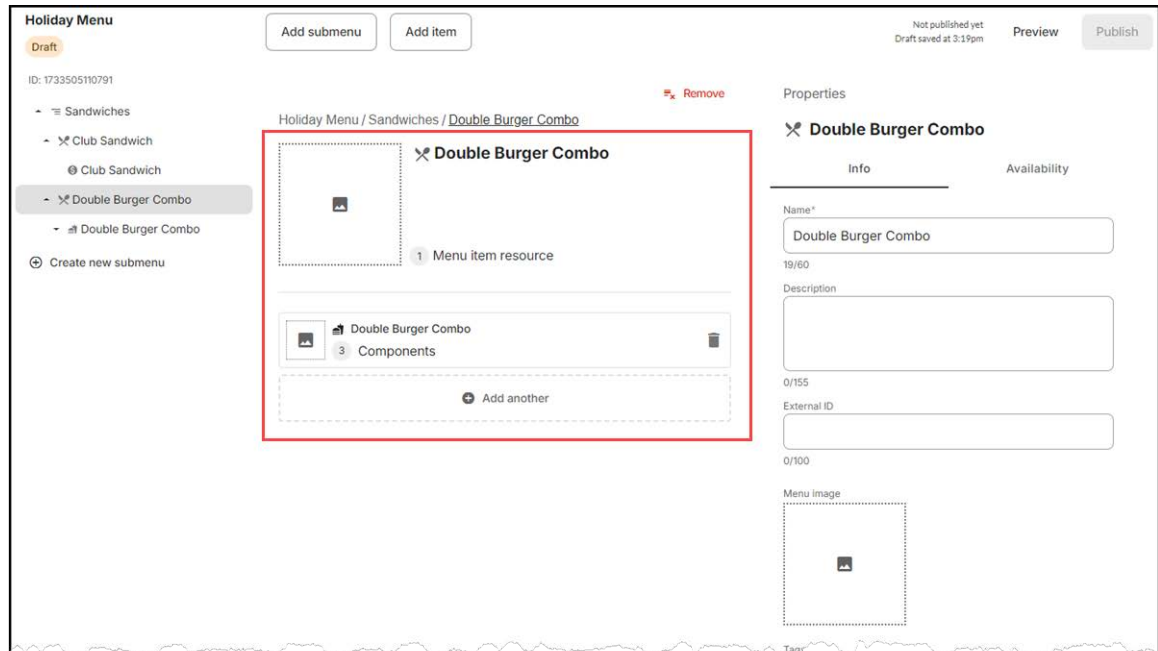 Holiday Menu
Draft
ID: 1733505110791
Sandwiches
Club Sandwich
Club Sandwich
Double Burger Combo
Double Burger Combo
Create new submenu
Add submenu
Add item
Not published yet
Draft saved at 3:19pm
Preview
Publish
Remove
Holiday Menu / Sandwiches / Double Burger Combo
Double Burger Combo
1 Menu item resource
Double Burger Combo
3 Components
Add another
Properties
Double Burger Combo
Info
Availability
Name*
Double Burger Combo
19/60
Description
0/155
External ID
0/100
Menu image
Tags